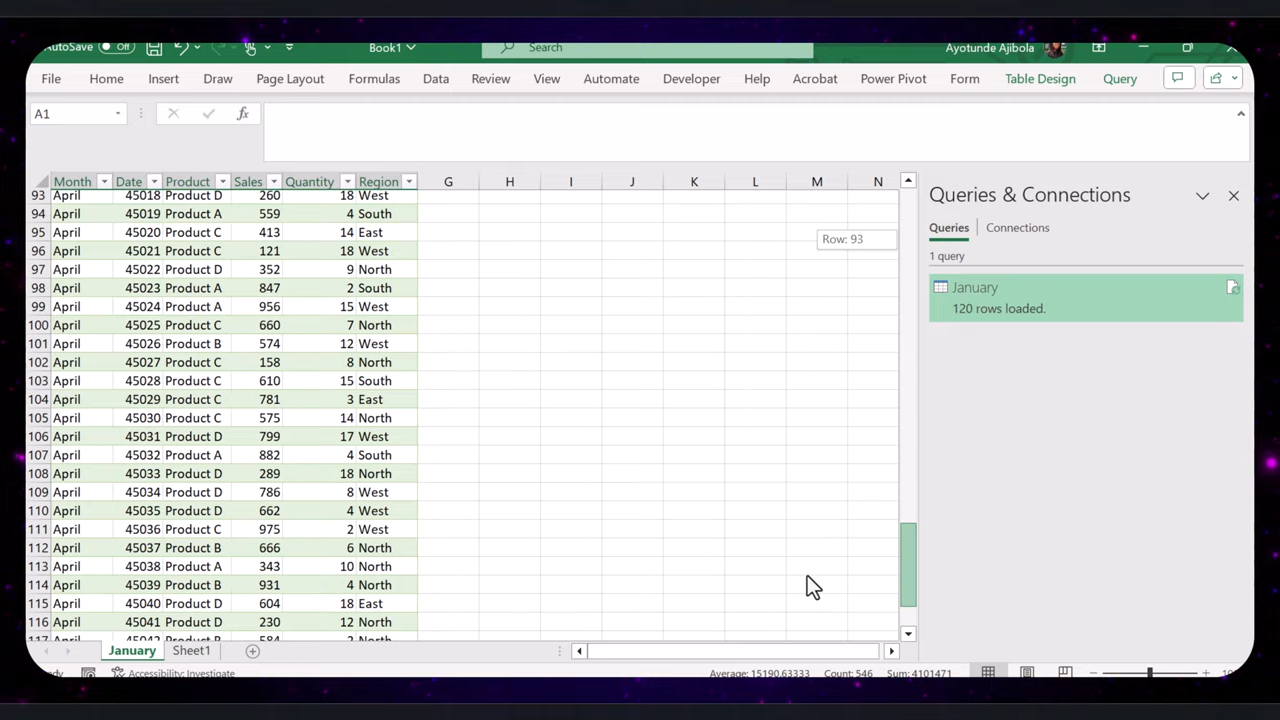 AutoSave Off Book1 Search Ayotunde Ajibola
File Home Insert Draw Page Layout Formulas Data Review View Automate Developer Help Acrobat Power Pivot Form Table Design Query
A1 fx
Month Date Product Sales Quantity Region G H I J K L M N
93 April 45018 Product D 260 18 West
94 April 45019 Product A 559 4 South
95 April 45020 Product C 413 14 East
96 April 45021 Product C 121 18 West
97 April 45022 Product D 352 9 North
98 April 45023 Product A 847 2 South
99 April 45024 Product A 956 15 West
100 April 45025 Product C 660 7 North
101 April 45026 Product B 574 12 West
102 April 45027 Product C 158 8 North
103 April 45028 Product C 610 15 South
104 April 45029 Product C 781 3 East
105 April 45030 Product C 575 14 North
106 April 45031 Product D 799 17 West
107 April 45032 Product A 882 4 South
108 April 45033 Product D 289 18 North
109 April 45034 Product D 786 8 West
110 April 45035 Product D 662 4 West
111 April 45036 Product C 975 2 West
112 April 45037 Product B 666 6 North
113 April 45038 Product A 343 10 North
114 April 45039 Product B 931 4 North
115 April 45040 Product D 604 18 East
116 April 45041 Product D 230 12 North
117 April 45042 Product B 584 2 North
Row: 93
Queries & Connections
Queries Connections
1 query
January
120 rows loaded.
January Sheet1
Accessibility: Investigate Average: 15190.63333 Count: 546 Sum: 4101471